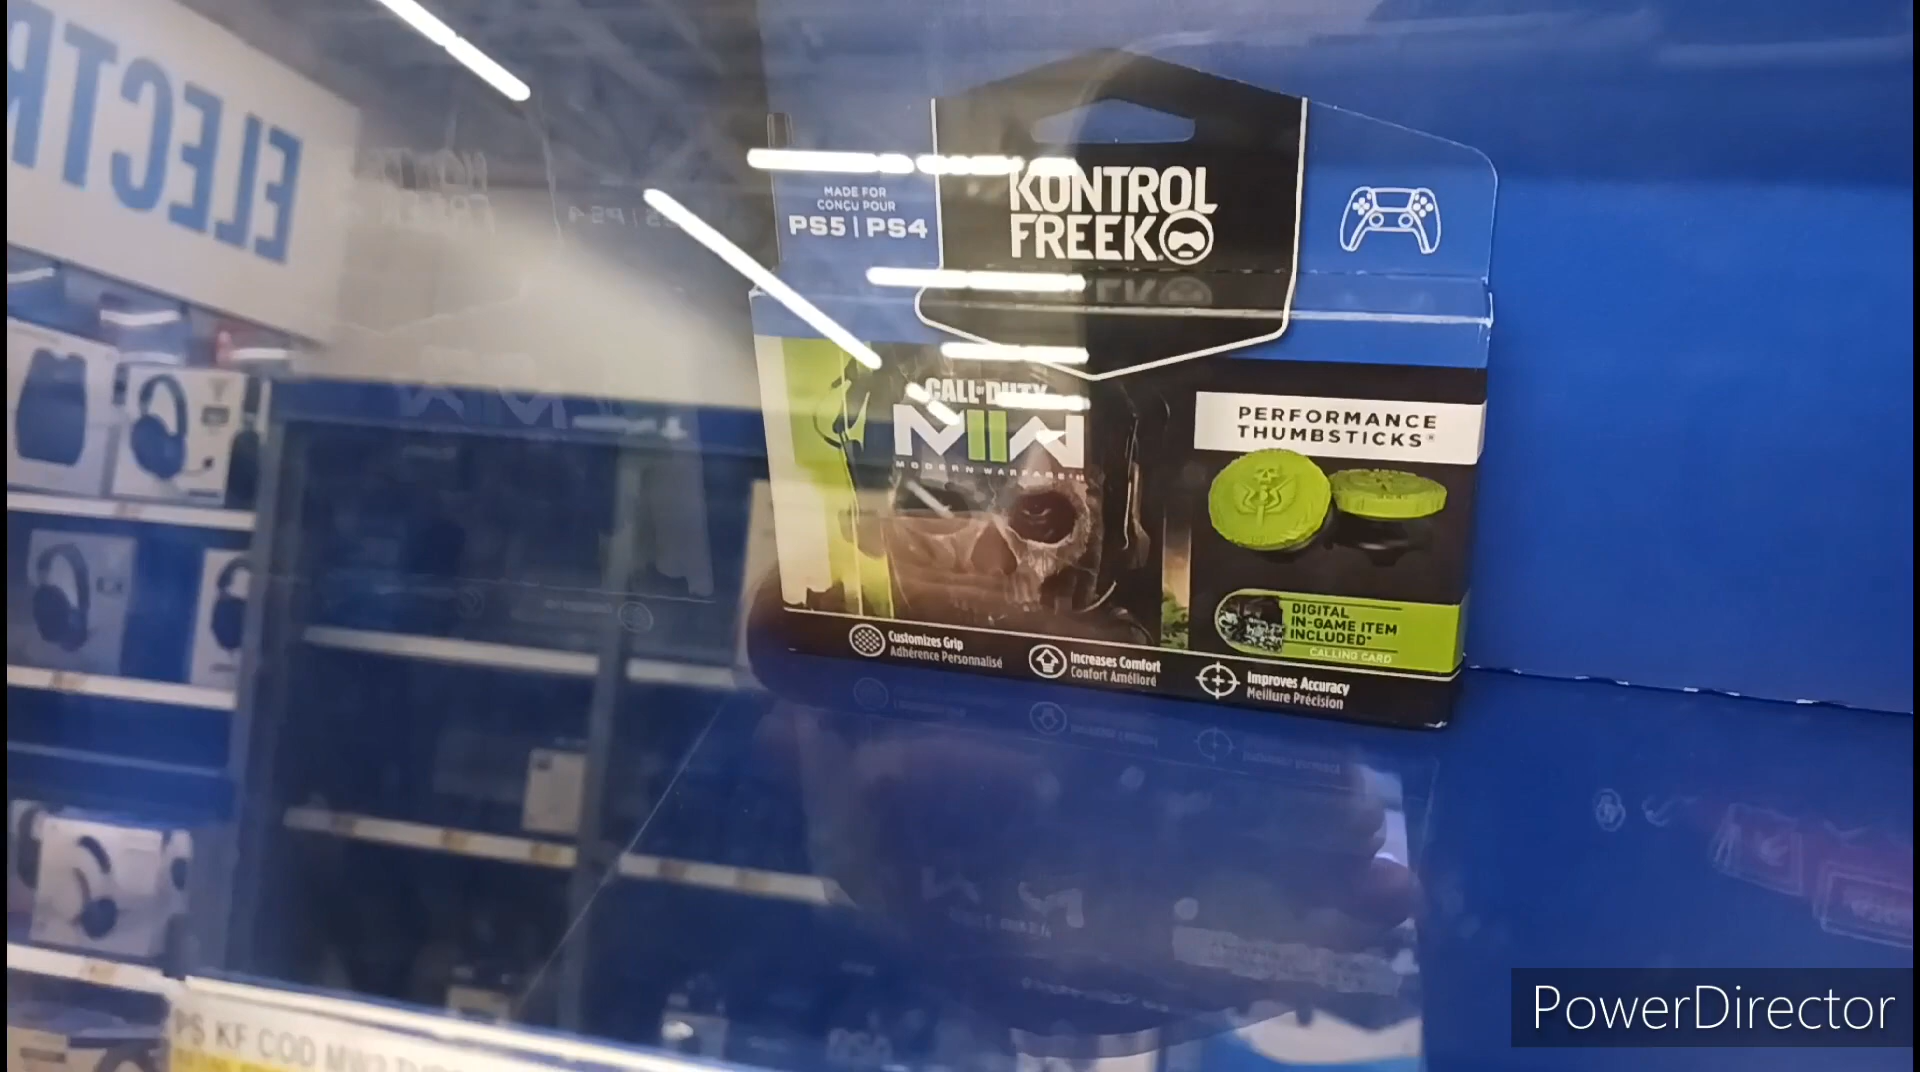 ELECTR
MADE FOR
CONÇU POUR
PS5 | PS4
KONTROL
FREEK
CALL OF DUTY
MWII
MODERN WARFARE II
PERFORMANCE
THUMBSTICKS®
DIGITAL
IN-GAME ITEM
INCLUDED*
CALLING CARD
Customizes Grip
Adhérence Personnalisé
Increases Comfort
Confort Amélioré
Improves Accuracy
Meillure Précision
PS KF COD MW2
PowerDirector